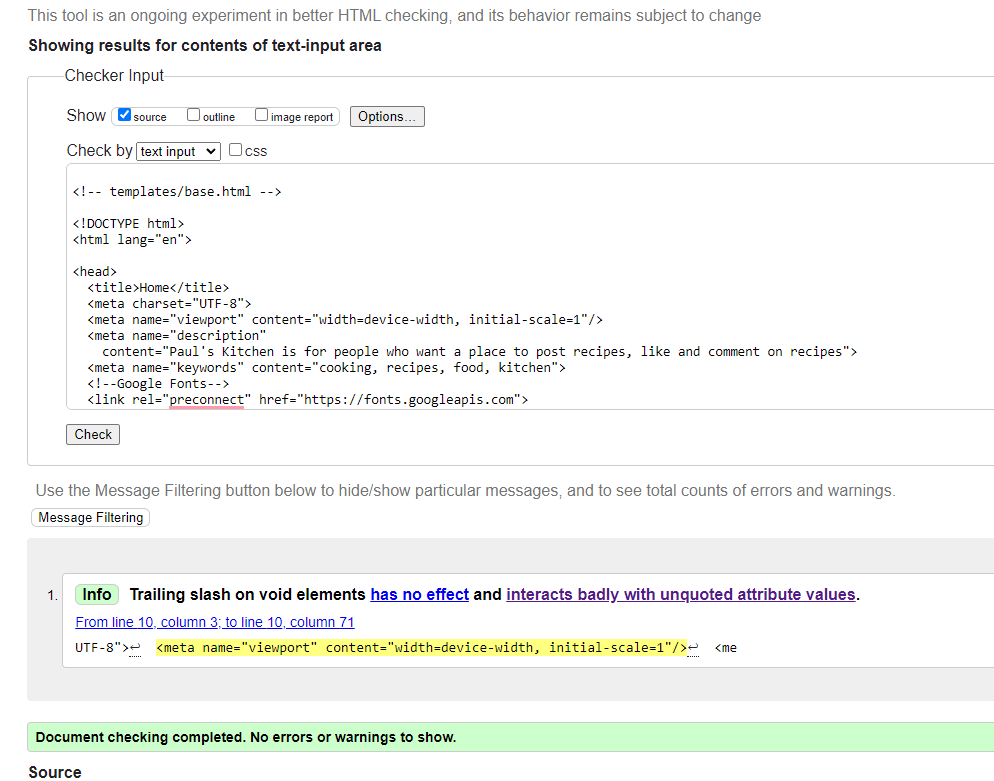 This tool is an ongoing experiment in better HTML checking, and its behavior remains subject to change
Showing results for contents of text-input area
Checker Input
Show source outline image report Options...
Check by text input css
<!-- templates/base.html -->
<!DOCTYPE html>
<html lang="en">
<head>
<title>Home</title>
<meta charset="UTF-8">
<meta name="viewport" content="width=device-width, initial-scale=1"/>
<meta name="description"
content="Paul's Kitchen is for people who want a place to post recipes, like and comment on recipes">
<meta name="keywords" content="cooking, recipes, food, kitchen">
<!--Google Fonts-->
<link rel="preconnect" href="https://fonts.googleapis.com">
Check
Use the Message Filtering button below to hide/show particular messages, and to see total counts of errors and warnings.
Message Filtering
1. Info Trailing slash on void elements has no effect and interacts badly with unquoted attribute values.
From line 10, column 3; to line 10, column 71
UTF-8">↩ <meta name="viewport" content="width=device-width, initial-scale=1"/>↩ <me
Document checking completed. No errors or warnings to show.
Source